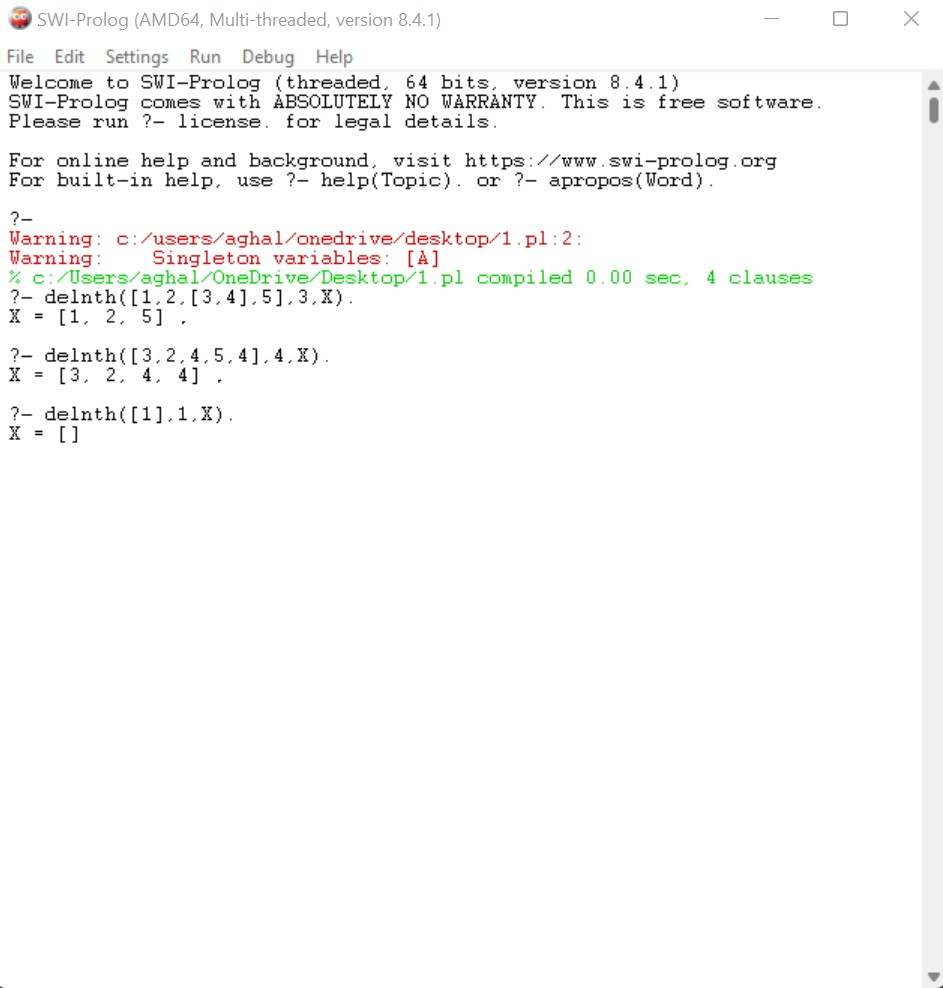 SWI-Prolog (AMD64, Multi-threaded, version 8.4.1)
File Edit Settings Run Debug Help
Welcome to SWI-Prolog (threaded, 64 bits, version 8.4.1)
SWI-Prolog comes with ABSOLUTELY NO WARRANTY. This is free software.
Please run ?- license. for legal details.

For online help and background, visit https://www.swi-prolog.org
For built-in help, use ?- help(Topic). or ?- apropos(Word).

?-
Warning: c:/users/aghal/onedrive/desktop/1.pl:2:
Warning:    Singleton variables: [A]
% c:/Users/aghal/OneDrive/Desktop/1.pl compiled 0.00 sec, 4 clauses
?- delnth([1,2,[3,4],5],3,X).
X = [1, 2, 5] .

?- delnth([3,2,4,5,4],4,X).
X = [3, 2, 4, 4] .

?- delnth([1],1,X).
X = []